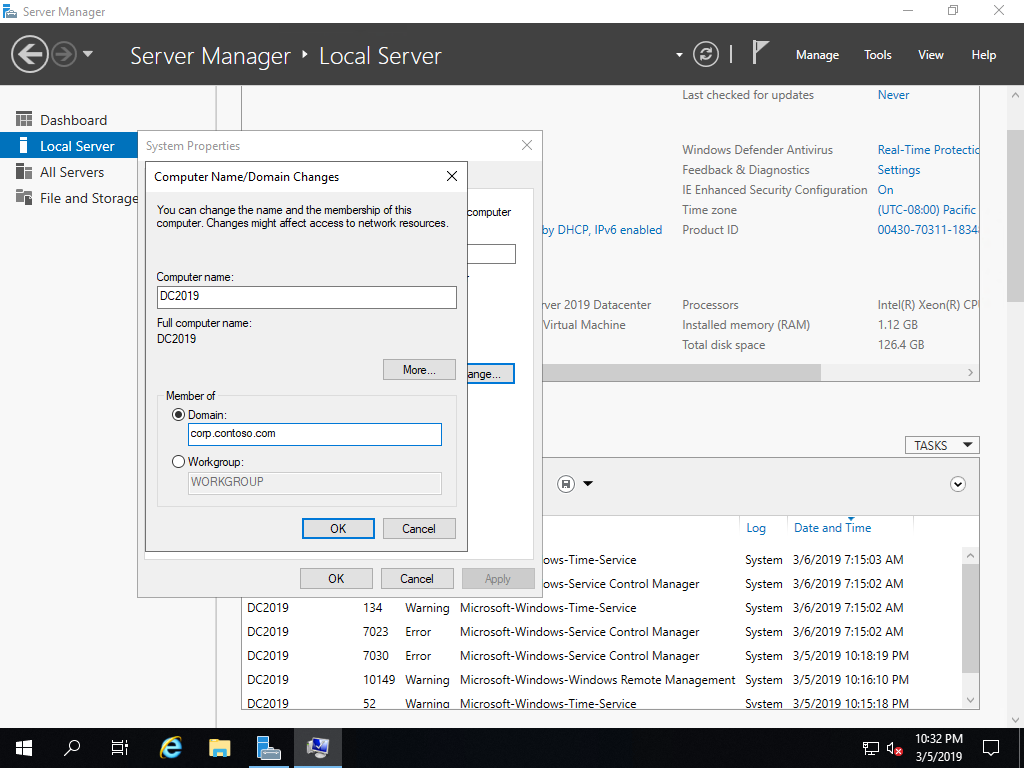 Server Manager
Server Manager ‣ Local Server
Manage Tools View Help
Dashboard
Local Server
All Servers
File and Storage
System Properties
computer
ange...
OK Cancel Apply
Computer Name/Domain Changes
You can change the name and the membership of this
computer. Changes might affect access to network resources.
Computer name:
DC2019
Full computer name:
DC2019
More...
Member of
Domain:
corp.contoso.com
Workgroup:
WORKGROUP
OK Cancel
Last checked for updates Never
Windows Defender Antivirus Real-Time Protectic
Feedback & Diagnostics Settings
IE Enhanced Security Configuration On
Time zone (UTC-08:00) Pacific
by DHCP, IPv6 enabled Product ID 00430-70311-1834
ver 2019 Datacenter Processors Intel(R) Xeon(R) CP
Virtual Machine Installed memory (RAM) 1.12 GB
Total disk space 126.4 GB
TASKS
Log Date and Time
ows-Time-Service System 3/6/2019 7:15:03 AM
ows-Service Control Manager System 3/6/2019 7:15:02 AM
DC2019 134 Warning Microsoft-Windows-Time-Service System 3/6/2019 7:15:02 AM
DC2019 7023 Error Microsoft-Windows-Service Control Manager System 3/6/2019 7:15:02 AM
DC2019 7030 Error Microsoft-Windows-Service Control Manager System 3/5/2019 10:18:19 PM
DC2019 10149 Warning Microsoft-Windows-Windows Remote Management System 3/5/2019 10:16:10 PM
DC2019 52 Warning Microsoft-Windows-Time-Service System 3/5/2019 10:15:18 PM
10:32 PM
3/5/2019